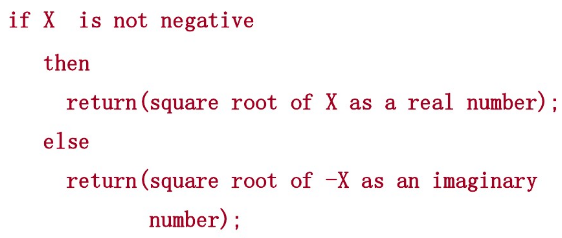 if X is not negative
then
return(square root of X as a real number);
else
return(square root of -X as an imaginary
number);